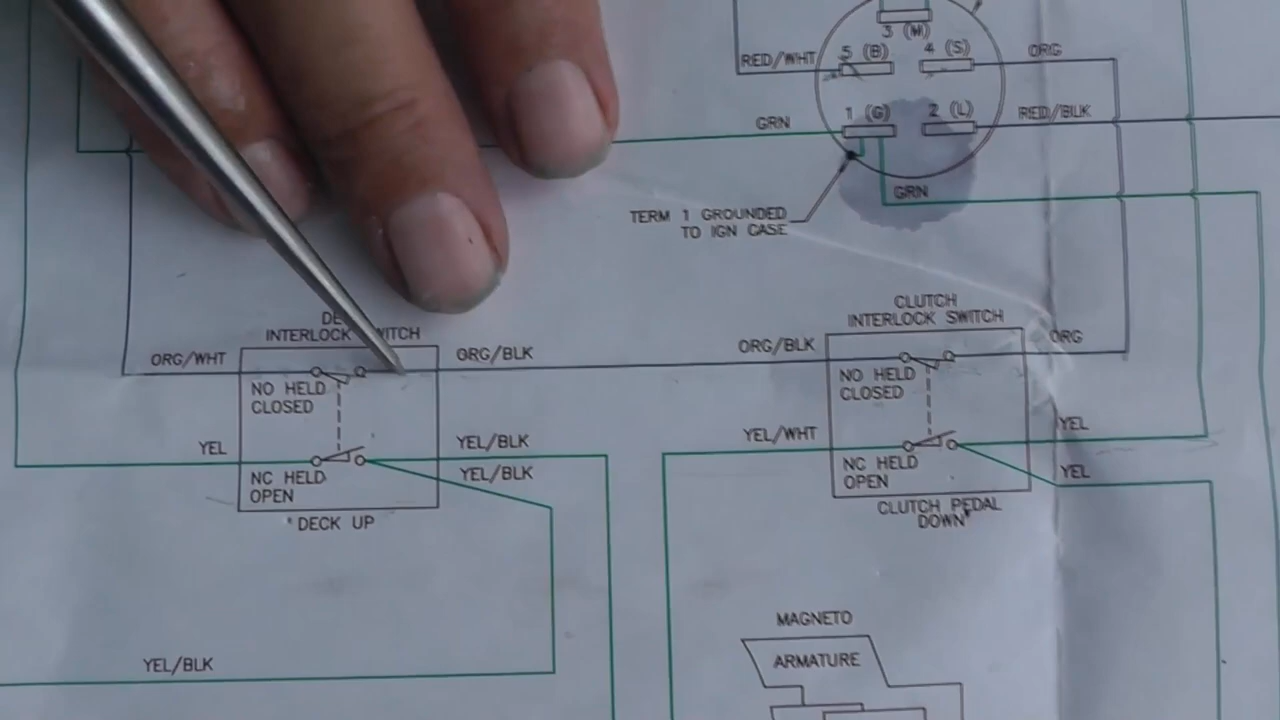 3 (M)
RED/WHT
5 (B)
4 (S)
ORG
GRN
1 (G)
2 (L)
RED/BLK
GRN
TERM 1 GROUNDED
TO IGN CASE
INTERLOCK
CLUTCH
INTERLOCK SWITCH
ORG/WHT
ORG/BLK
ORG/BLK
ORG
NO HELD
CLOSED
NO HELD
CLOSED
YEL
YEL/BLK
YEL/WHT
YEL
YEL/BLK
YEL
NC HELD
OPEN
NC HELD
OPEN
DECK UP
CLUTCH PEDAL
DOWN
MAGNETO
ARMATURE
YEL/BLK